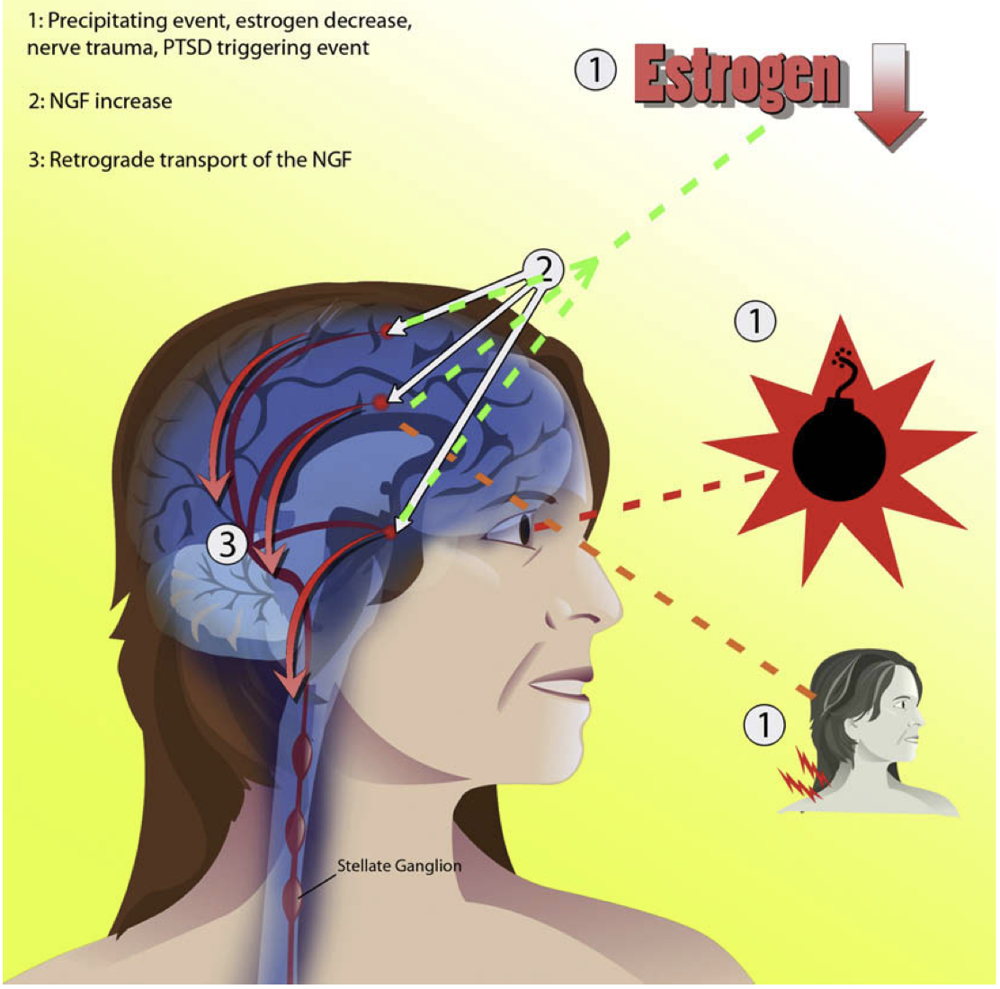 1: Precipitating event, estrogen decrease,
nerve trauma, PTSD triggering event
2: NGF increase
3: Retrograde transport of the NGF
1 Estrogen
2
1
3
1
Stellate Ganglion